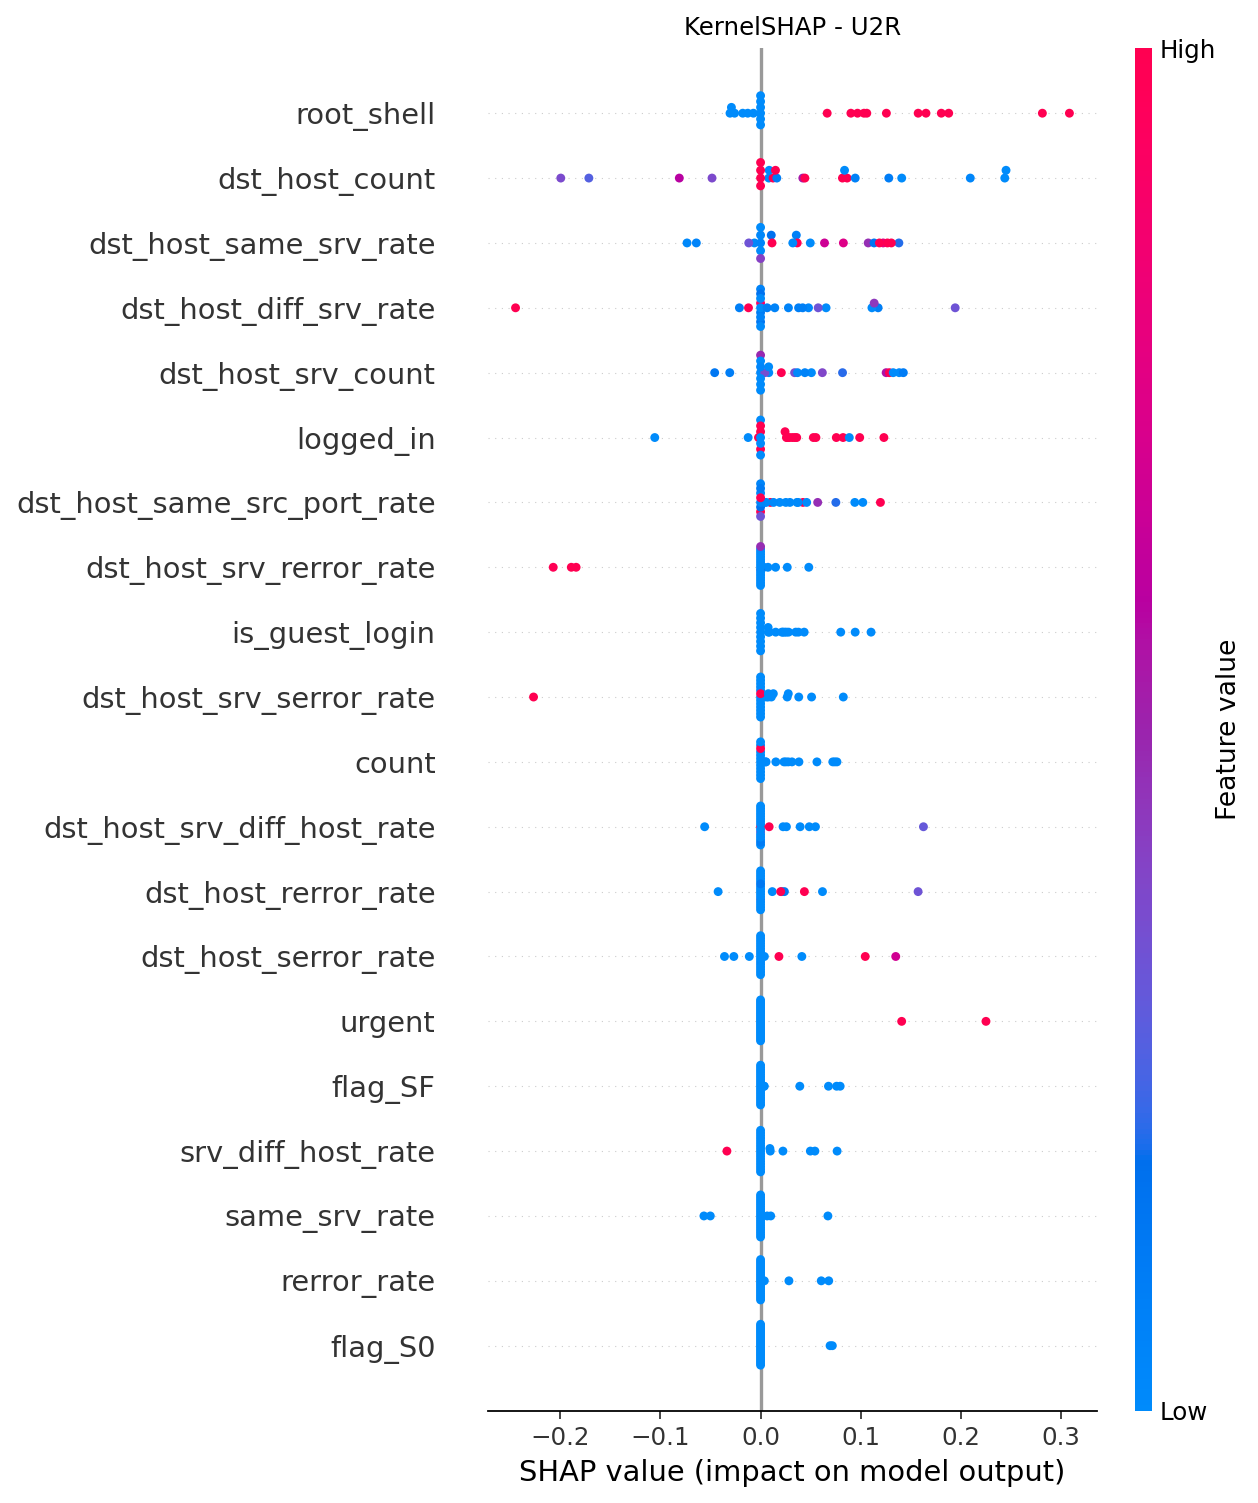 KernelSHAP - U2R
High
root_shell
dst_host_count
dst_host_same_srv_rate
dst_host_diff_srv_rate
dst_host_srv_count
logged_in
dst_host_same_src_port_rate
dst_host_srv_rerror_rate
is_guest_login
dst_host_srv_serror_rate
count
dst_host_srv_diff_host_rate
dst_host_rerror_rate
dst_host_serror_rate
urgent
flag_SF
srv_diff_host_rate
same_srv_rate
rerror_rate
flag_S0
Feature value
Low
−0.2 −0.1 0.0 0.1 0.2 0.3
SHAP value (impact on model output)